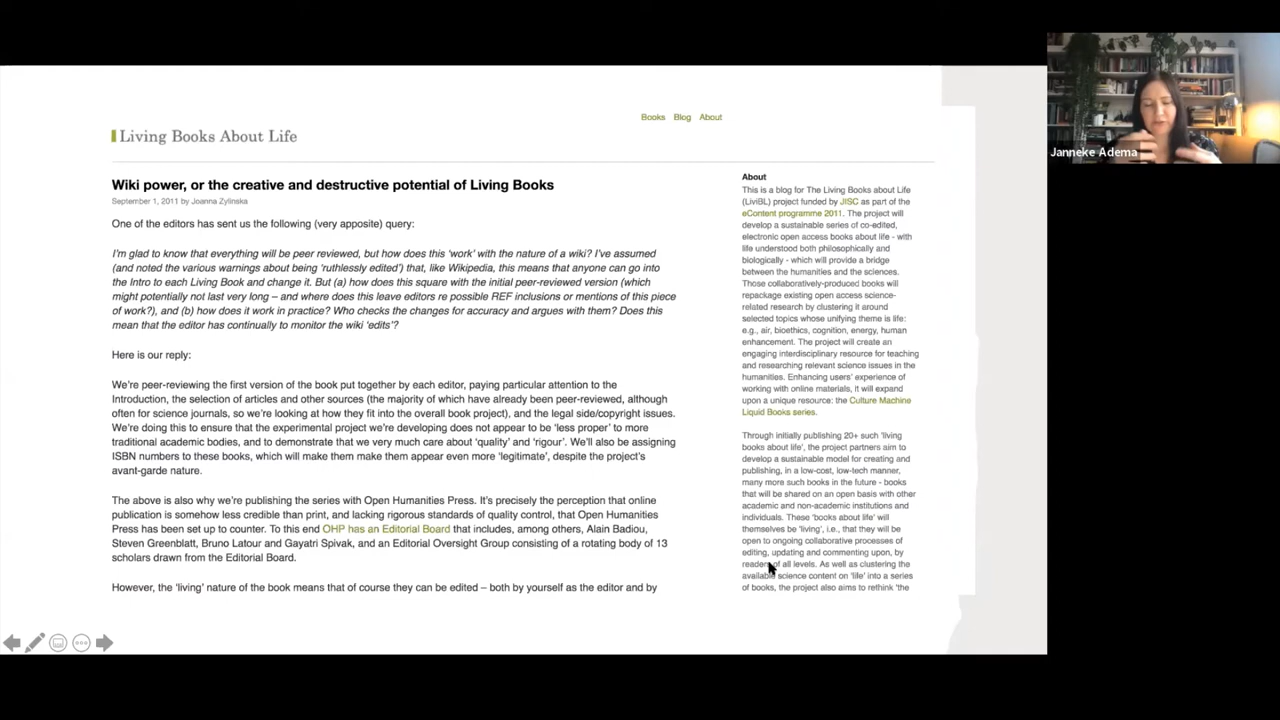 Books Blog About
Living Books About Life
Wiki power, or the creative and destructive potential of Living Books
September 1, 2011 by Joanna Zylinska
One of the editors has sent us the following (very apposite) query:
I'm glad to know that everything will be peer reviewed, but how does this 'work' with the nature of a wiki? I've assumed
(and noted the various warnings about being 'ruthlessly edited') that, like Wikipedia, this means that anyone can go into
the Intro to each Living Book and change it. But (a) how does this square with the initial peer-reviewed version (which
might potentially not last very long – and where does this leave editors re possible REF inclusions or mentions of this piece
of work?), and (b) how does it work in practice? Who checks the changes for accuracy and argues with them? Does this
mean that the editor has continually to monitor the wiki 'edits'?
Here is our reply:
We're peer-reviewing the first version of the book put together by each editor, paying particular attention to the
Introduction, the selection of articles and other sources (the majority of which have already been peer-reviewed, although
often for science journals, so we're looking at how they fit into the overall book project), and the legal side/copyright issues.
We're doing this to ensure that the experimental project we're developing does not appear to be 'less proper' to more
traditional academic bodies, and to demonstrate that we very much care about 'quality' and 'rigour'. We'll also be assigning
ISBN numbers to these books, which will make them make them appear even more 'legitimate', despite the project's
avant-garde nature.
The above is also why we're publishing the series with Open Humanities Press. It's precisely the perception that online
publication is somehow less credible than print, and lacking rigorous standards of quality control, that Open Humanities
Press has been set up to counter. To this end OHP has an Editorial Board that includes, among others, Alain Badiou,
Steven Greenblatt, Bruno Latour and Gayatri Spivak, and an Editorial Oversight Group consisting of a rotating body of 13
scholars drawn from the Editorial Board.
However, the 'living' nature of the book means that of course they can be edited – both by yourself as the editor and by
About
This is a blog for The Living Books about Life
(LiviBL) project funded by JISC as part of the
eContent programme 2011. The project will
develop a sustainable series of co-edited,
electronic open access books about life - with
life understood both philosophically and
biologically - which will provide a bridge
between the humanities and the sciences.
Those collaboratively-produced books will
repackage existing open access science-
related research by clustering it around
selected topics whose unifying theme is life:
e.g., air, bioethics, cognition, energy, human
enhancement. The project will create an
engaging interdisciplinary resource for teaching
and researching relevant science issues in the
humanities. Enhancing users' experience of
working with online materials, it will expand
upon a unique resource: the Culture Machine
Liquid Books series.
Through initially publishing 20+ such 'living
books about life', the project partners aim to
develop a sustainable model for creating and
publishing, in a low-cost, low-tech manner,
many more such books in the future - books
that will be shared on an open basis with other
academic and non-academic institutions and
individuals. These 'books about life' will
themselves be 'living', i.e., that they will be
open to ongoing collaborative processes of
editing, updating and commenting upon, by
readers of all levels. As well as clustering the
available science content on 'life' into a series
of books, the project also aims to rethink 'the
Janneke Adema